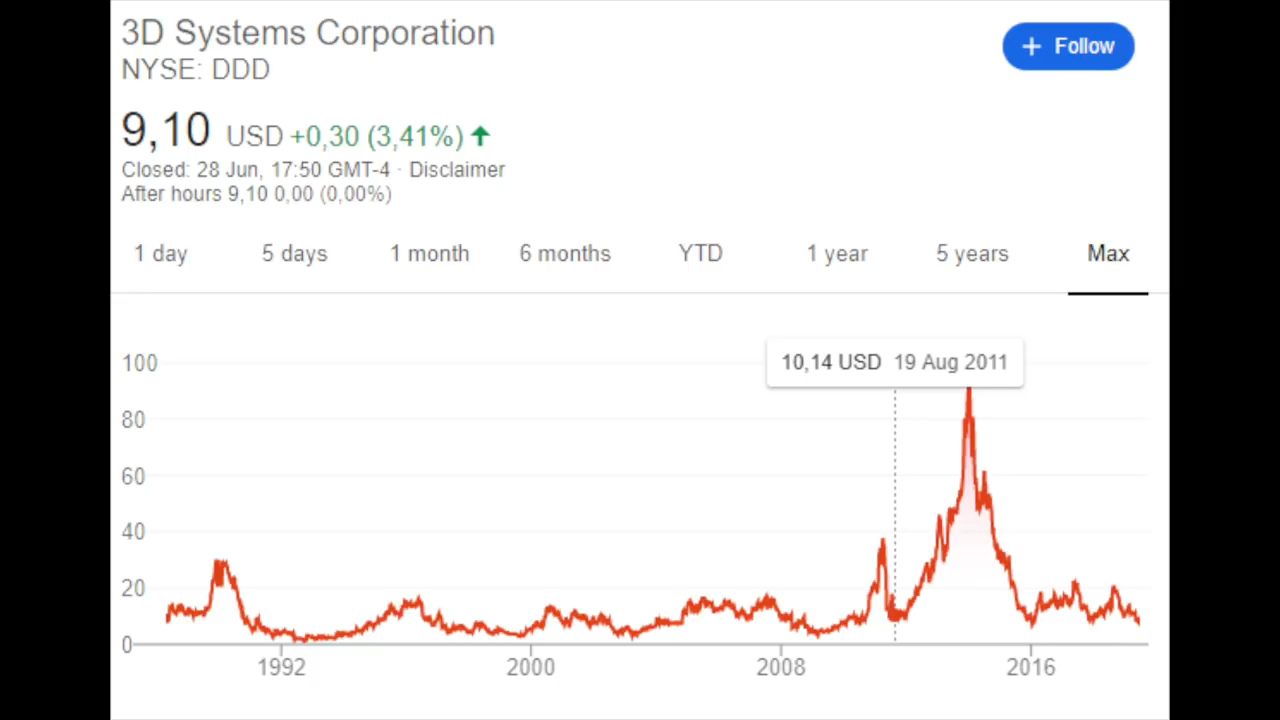 3D Systems Corporation
+ Follow
NYSE: DDD
9,10 USD +0,30 (3,41%)
Closed: 28 Jun, 17:50 GMT-4 · Disclaimer
After hours 9,10 0,00 (0,00%)
1 day 5 days 1 month 6 months YTD 1 year 5 years Max
10,14 USD 19 Aug 2011
100
80
60
40
20
0
1992 2000 2008 2016